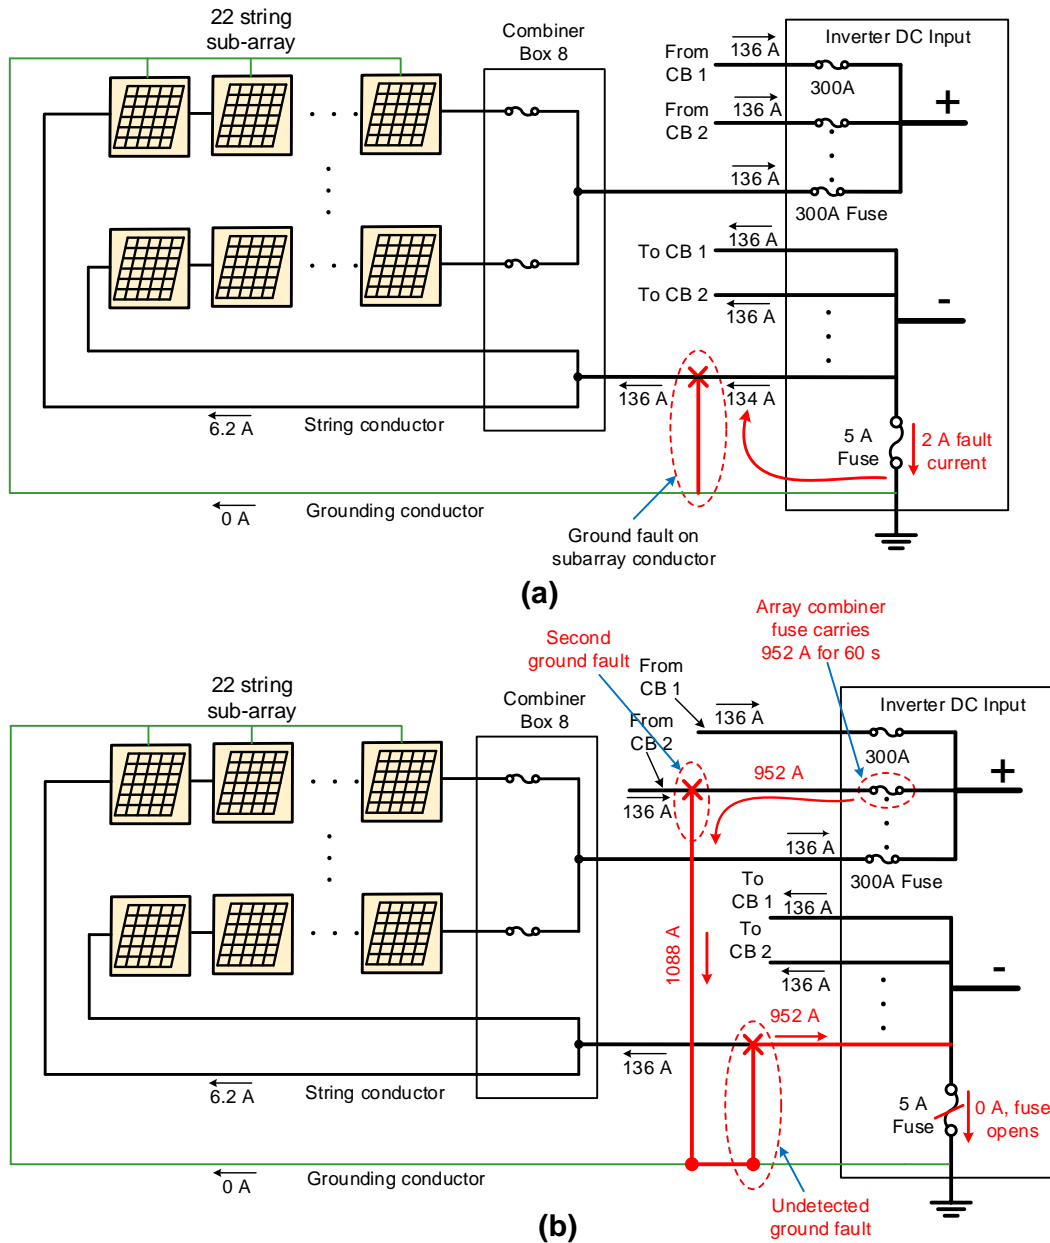 22 string
sub-array
Combiner
Box 8
From
CB 1
136 A
Inverter DC Input
300A
+
From
CB 2
136 A
136 A
300A Fuse
136 A
To CB 1
To CB 2
136 A
-
136 A
134 A
6.2 A
String conductor
5 A
Fuse
2 A fault
current
0 A
Grounding conductor
Ground fault on
subarray conductor
(a)
Second
ground fault
Array combiner
fuse carries
952 A for 60 s
From
CB 1
22 string
sub-array
Combiner
Box 8
From
CB 2
136 A
Inverter DC Input
300A
952 A
+
136 A
136 A
300A Fuse
To
CB 1
136 A
To
CB 2
136 A
-
1088 A
952 A
136 A
6.2 A
String conductor
5 A
Fuse
0 A, fuse
opens
0 A
Grounding conductor
Undetected
ground fault
(b)